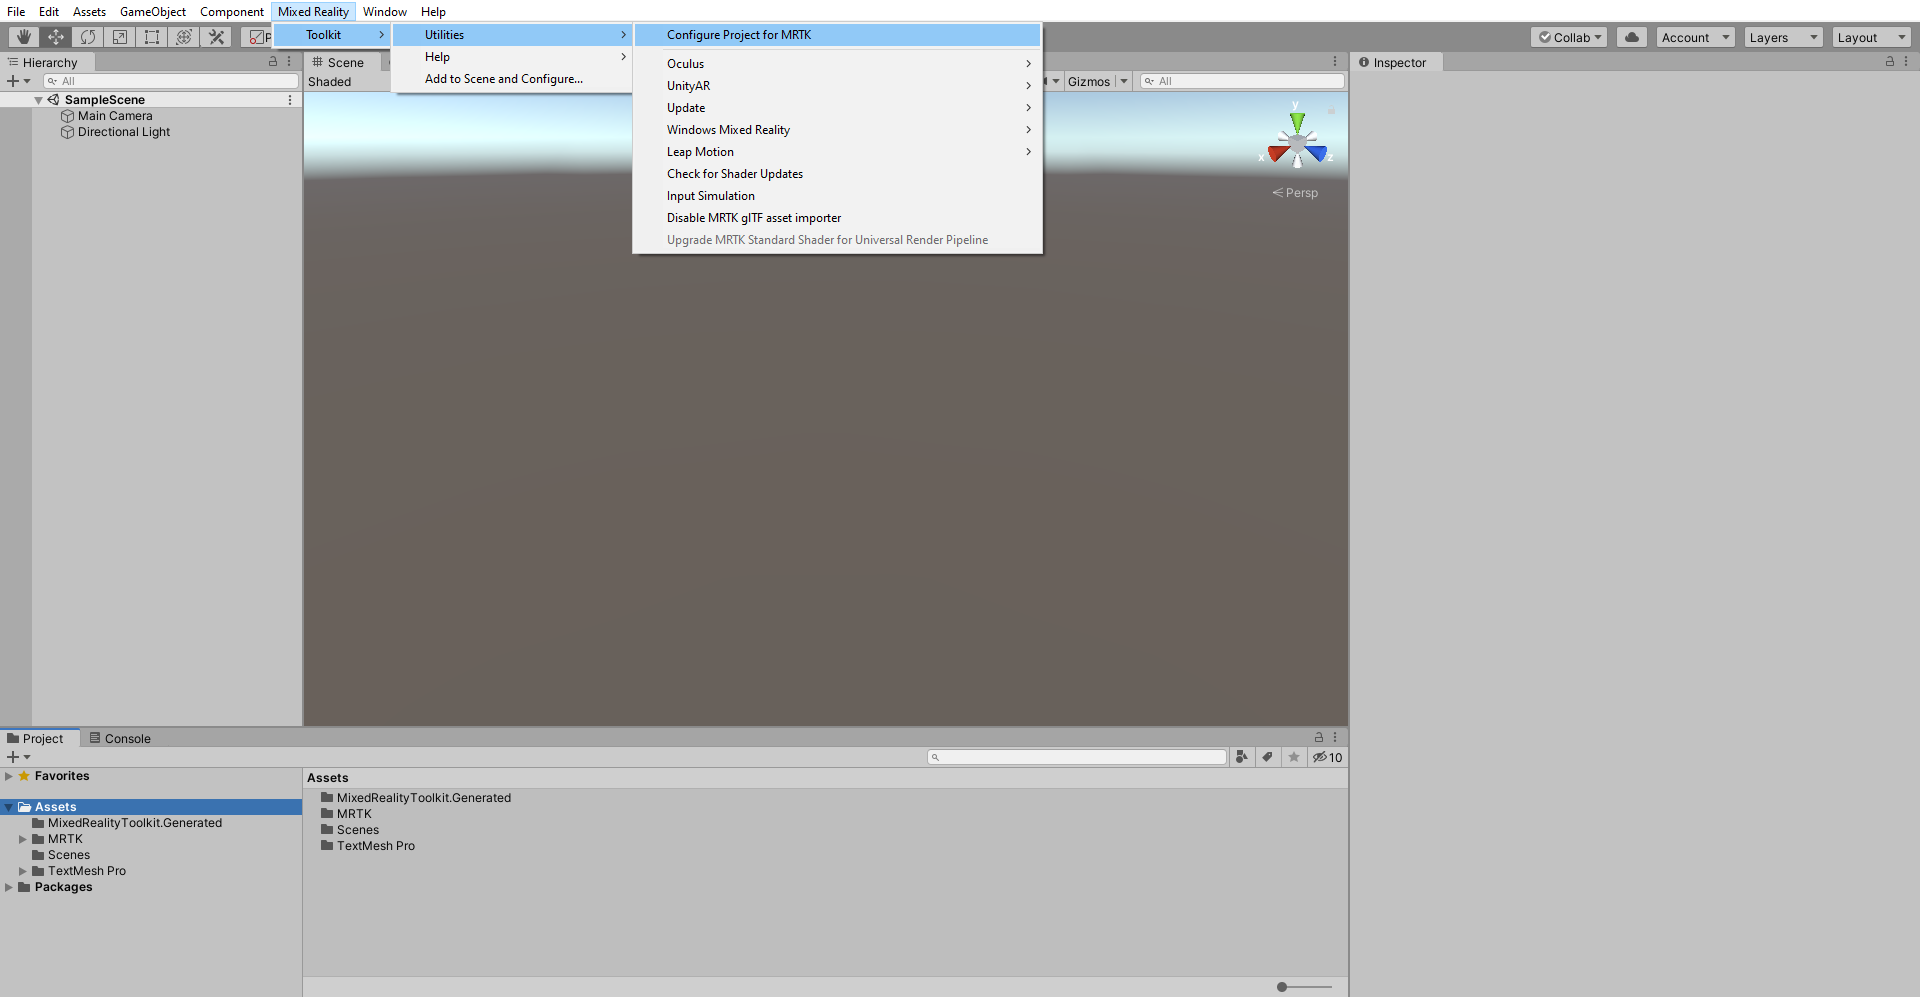 File Edit Assets GameObject Component Mixed Reality Window Help
Toolkit
Utilities
Help
Add to Scene and Configure...
Configure Project for MRTK
Oculus
UnityAR
Update
Windows Mixed Reality
Leap Motion
Check for Shader Updates
Input Simulation
Disable MRTK glTF asset importer
Upgrade MRTK Standard Shader for Universal Render Pipeline
Collab
Account
Layers
Layout
Hierarchy
All
SampleScene
Main Camera
Directional Light
Scene
Shaded
Gizmos
All
y
x
z
Persp
Inspector
Project
Console
10
Favorites
Assets
MixedRealityToolkit.Generated
MRTK
Scenes
TextMesh Pro
Packages
Assets
MixedRealityToolkit.Generated
MRTK
Scenes
TextMesh Pro